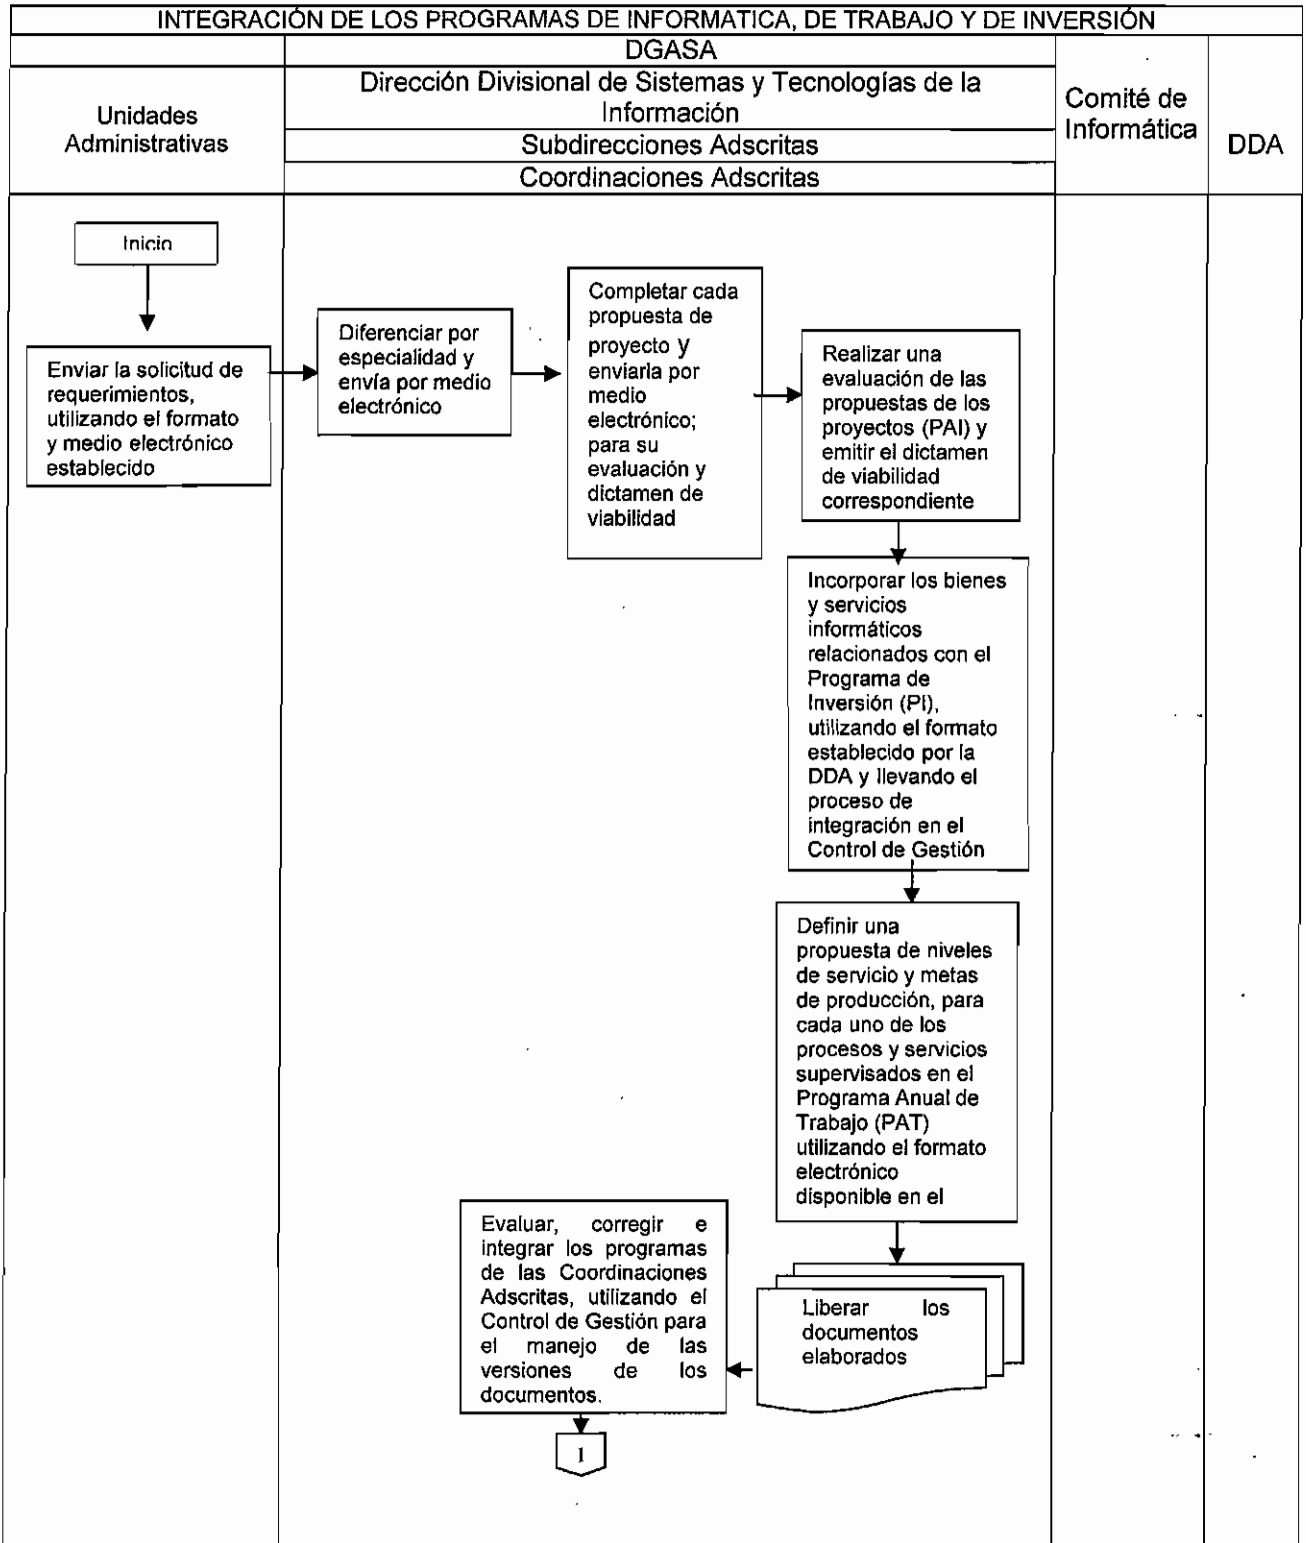 INTEGRACIÓN DE LOS PROGRAMAS DE INFORMATICA, DE TRABAJO Y DE INVERSIÓN
Unidades
Administrativas
DGASA
Dirección Divisional de Sistemas y Tecnologías de la
Información
Subdirecciones Adscritas
Coordinaciones Adscritas
Comité de
Informática
DDA
Inicio
Enviar la solicitud de
requerimientos,
utilizando el formato
y medio electrónico
establecido
Diferenciar por
especialidad y
envía por medio
electrónico
Completar cada
propuesta de
proyecto y
enviarla por
medio
electrónico;
para su
evaluación y
dictamen de
viabilidad
Realizar una
evaluación de las
propuestas de los
proyectos (PAI) y
emitir el dictamen
de viabilidad
correspondiente
Incorporar los bienes
y servicios
informáticos
relacionados con el
Programa de
Inversión (PI),
utilizando el formato
establecido por la
DDA y llevando el
proceso de
integración en el
Control de Gestión
Definir una
propuesta de niveles
de servicio y metas
de producción, para
cada uno de los
procesos y servicios
supervisados en el
Programa Anual de
Trabajo (PAT)
utilizando el formato
electrónico
disponible en el
Liberar los
documentos
elaborados
Evaluar, corregir e
integrar los programas
de las Coordinaciones
Adscritas, utilizando el
Control de Gestión para
el manejo de las
versiones de los
documentos.
1